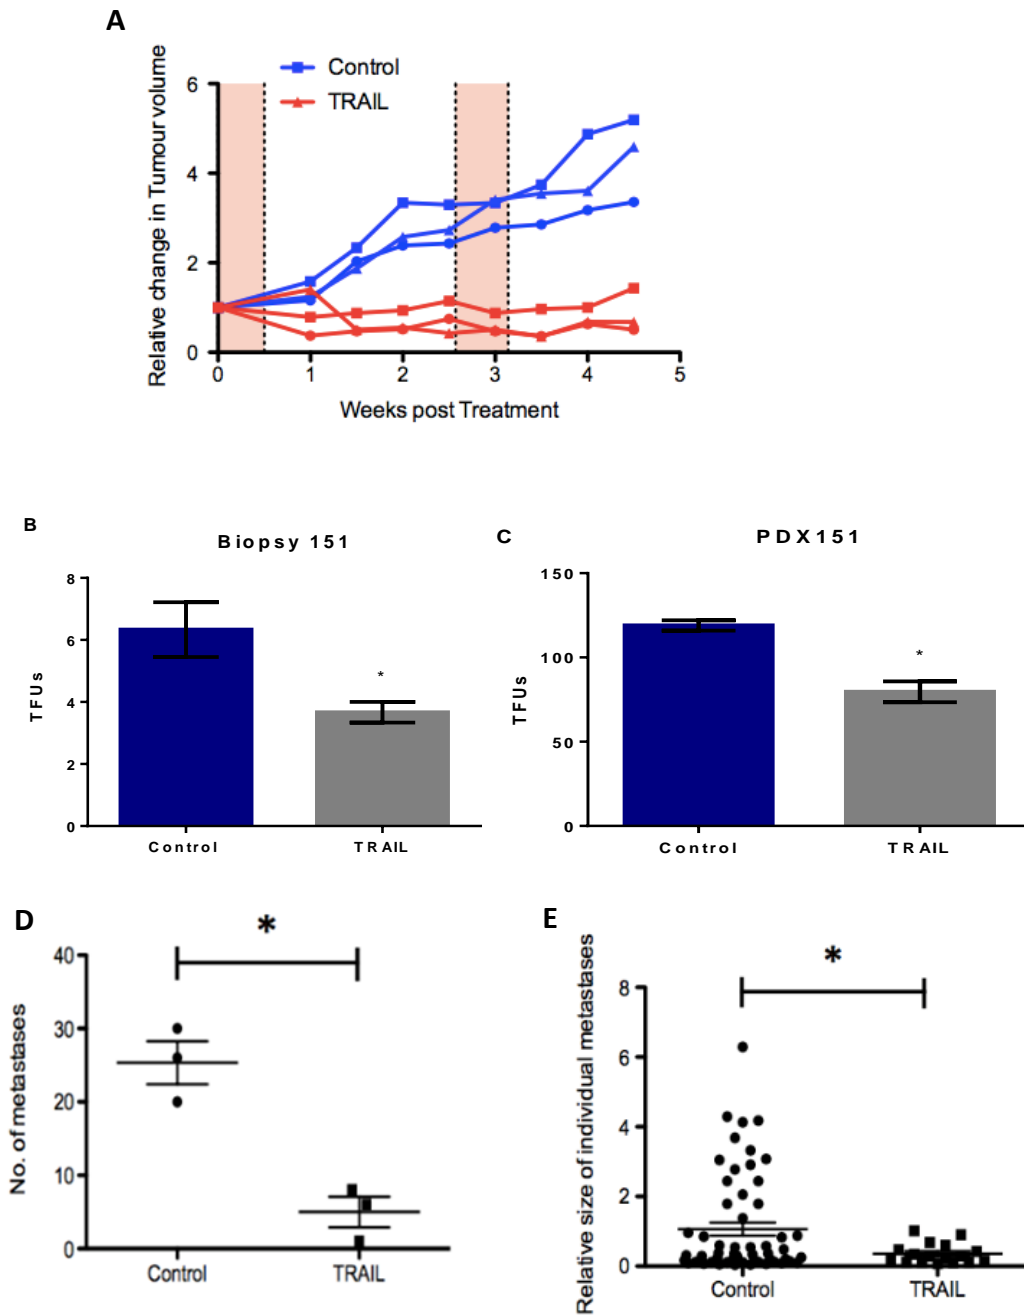 A
Control
TRAIL
Relative change in Tumour volume
6
4
2
0
0 1 2 3 4 5
Weeks post Treatment
B
Biopsy 151
TFUs
8
6
4
2
0
*
Control TRAIL
C
PDX151
TFUs
150
100
50
0
*
Control TRAIL
D
*
No. of metastases
40
30
20
10
0
Control TRAIL
E
*
Relative size of individual metastases
8
6
4
2
0
Control TRAIL